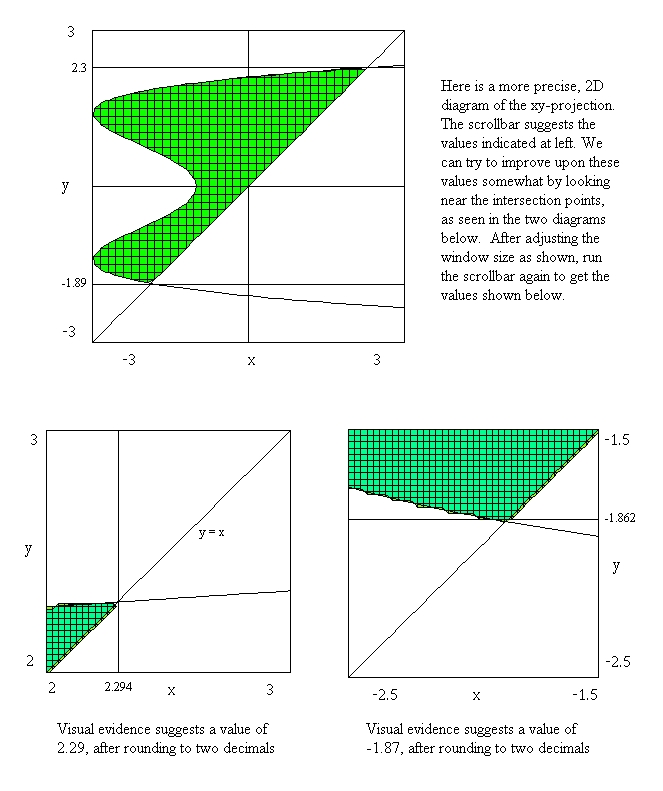 3
2.3
y
-1.89
-3
-3
x
3
Here is a more precise, 2D
diagram of the xy-projection.
The scrollbar suggests the
values indicated at left. We
can try to improve upon these
values somewhat by looking
near the intersection points,
as seen in the two diagrams
below. After adjusting the
window size as shown, run
the scrollbar again to get the
values shown below.
3
y = x
y
2
2
2.294
x
3
Visual evidence suggests a value of
2.29, after rounding to two decimals
-1.5
-1.862
y
-2.5
-2.5
x
-1.5
Visual evidence suggests a value of
-1.87, after rounding to two decimals